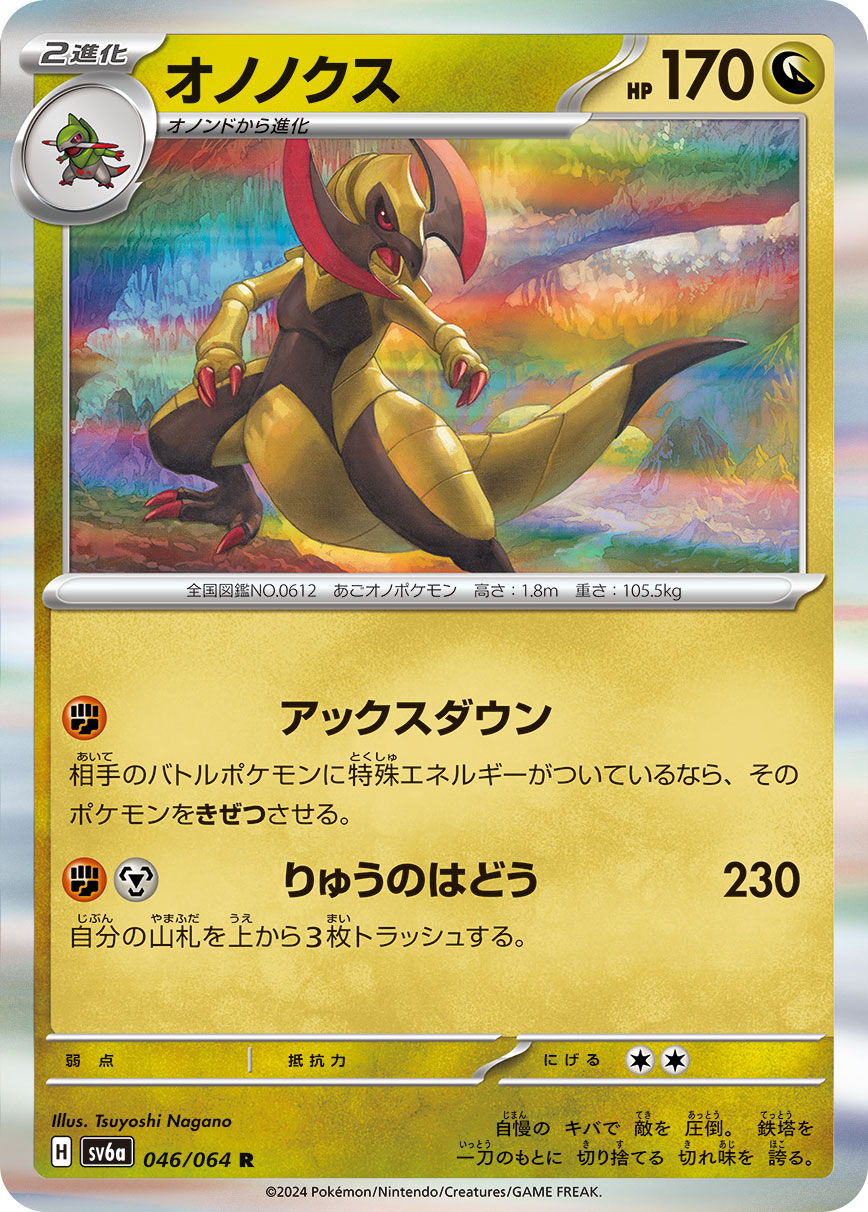 2進化
オノノクス
HP 170
オノンドから進化
全国図鑑NO.0612 あごオノポケモン 高さ：1.8m 重さ：105.5kg
アックスダウン
相手のバトルポケモンに特殊エネルギーがついているなら、その
ポケモンをきぜつさせる。
りゅうのはどう 230
自分の山札を上から3枚トラッシュする。
弱点 抵抗力 にげる
Illus. Tsuyoshi Nagano
自慢の キバで 敵を 圧倒。 鉄塔を
一刀のもとに 切り捨てる 切れ味を 誇る。
H sv6a 046/064 R
©2024 Pokémon/Nintendo/Creatures/GAME FREAK.